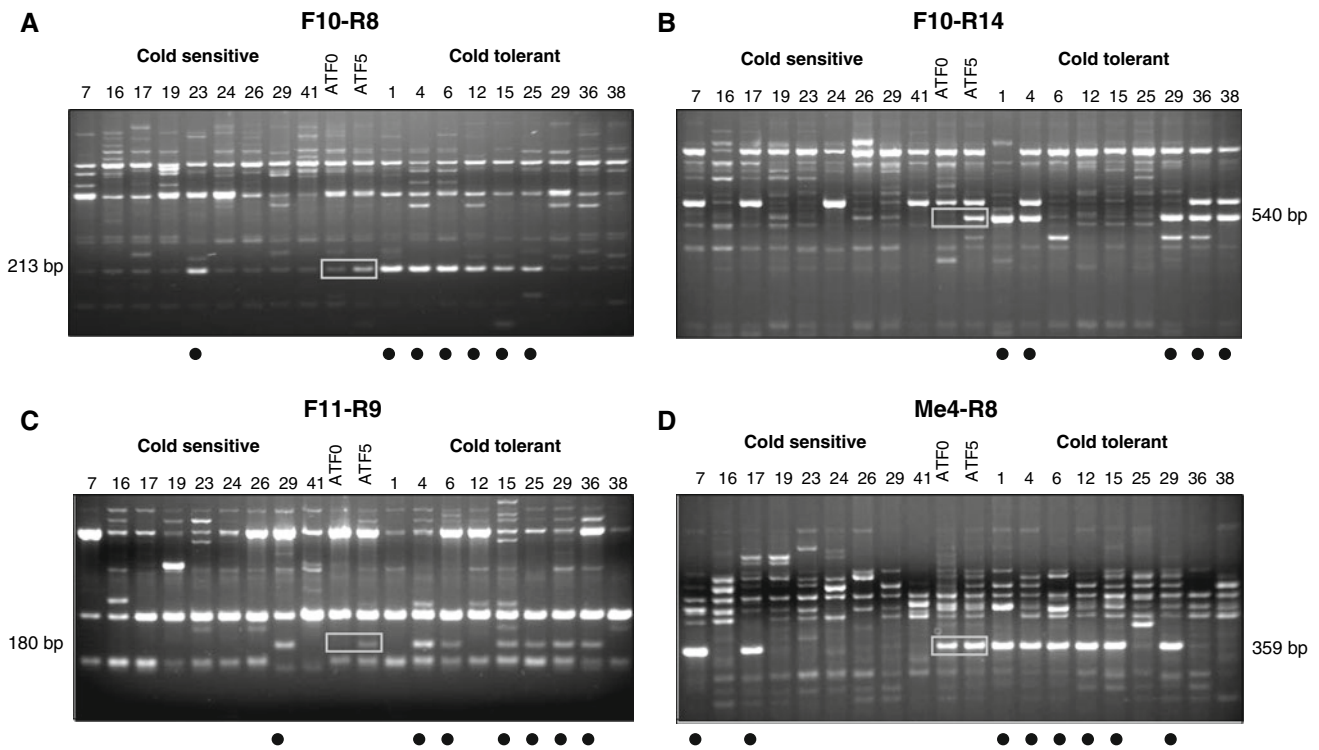 A
F10-R8
Cold sensitive
ATF0
ATF5
Cold tolerant
7 16 17 19 23 24 26 29 41 1 4 6 12 15 25 29 36 38
213 bp
B
F10-R14
Cold sensitive
ATF0
ATF5
Cold tolerant
7 16 17 19 23 24 26 29 41 1 4 6 12 15 25 29 36 38
540 bp
C
F11-R9
Cold sensitive
ATF0
ATF5
Cold tolerant
7 16 17 19 23 24 26 29 41 1 4 6 12 15 25 29 36 38
180 bp
D
Me4-R8
Cold sensitive
ATF0
ATF5
Cold tolerant
7 16 17 19 23 24 26 29 41 1 4 6 12 15 25 29 36 38
359 bp